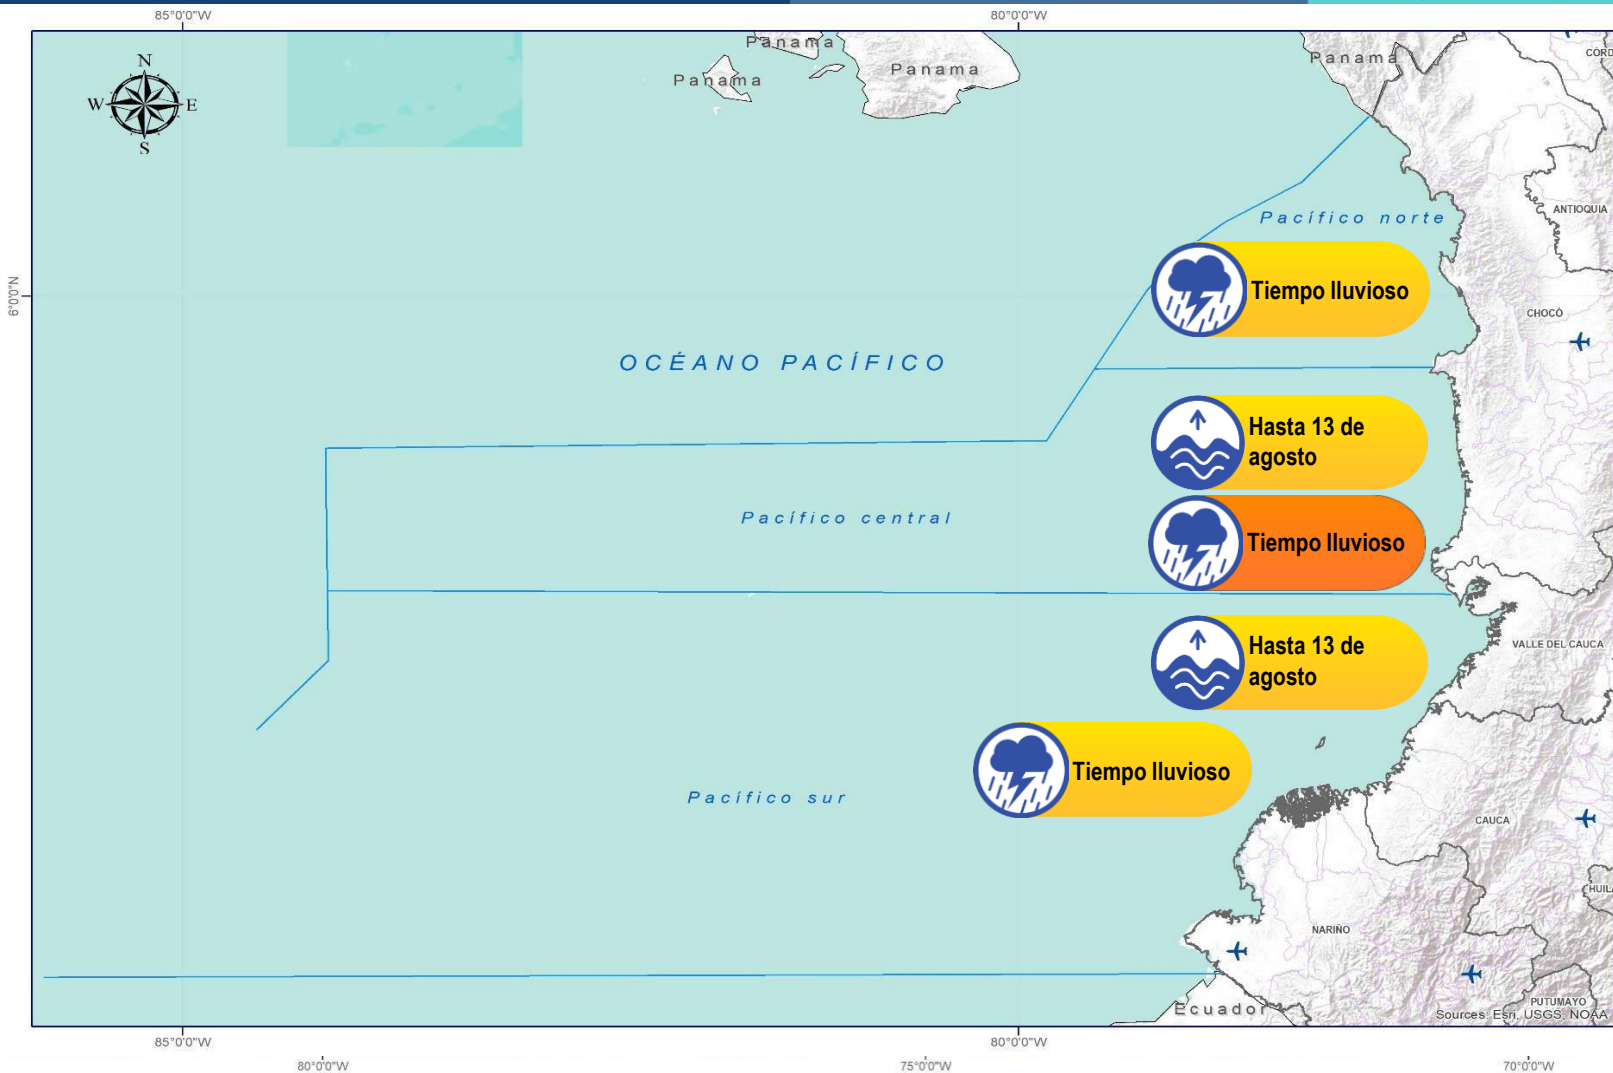 85°0'0"W
80°0'0"W
N
W
E
S
Panama
Panama
Panama
Panama
6°0'0"N
Pacífico norte
ANTIOQUIA
Tiempo lluvioso
CHOCÓ
OCÉANO PACÍFICO
Hasta 13 de
agosto
Pacífico central
Tiempo lluvioso
Hasta 13 de
agosto
VALLE DEL CAUCA
Tiempo lluvioso
Pacífico sur
CAUCA
NARIÑO
Ecuador
PUTUMAYO
Sources: Esri, USGS, NOAA
85°0'0"W
80°0'0"W
80°0'0"W
75°0'0"W
70°0'0"W